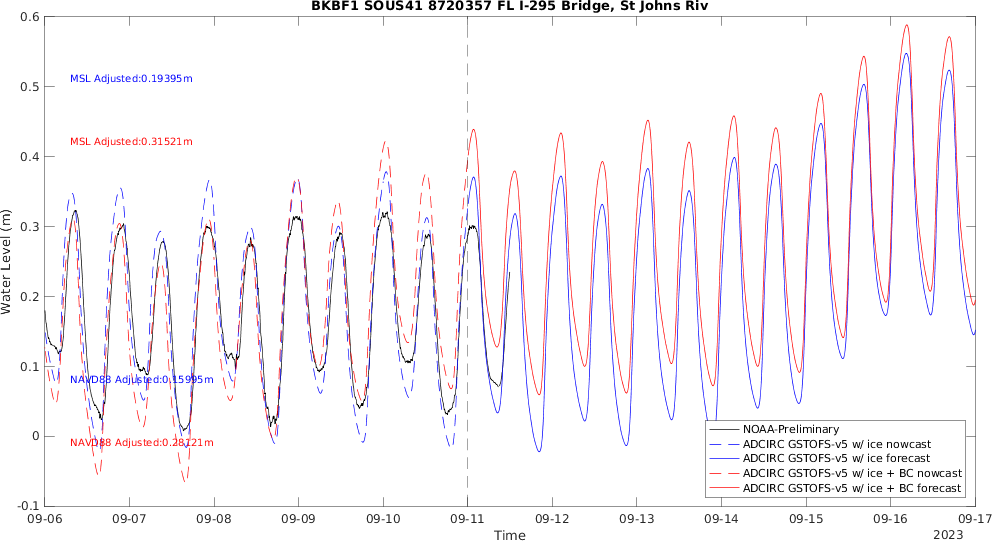 BKBF1 SOUS41 8720357 FL I-295 Bridge, St Johns Riv
0.6
0.5
0.4
0.3
0.2
0.1
0
-0.1
Water Level (m)
MSL Adjusted:0.19395m
MSL Adjusted:0.31521m
NAVD88 Adjusted:0.15995m
NAVD88 Adjusted:0.28121m
NOAA-Preliminary
ADCIRC GSTOFS-v5 w/ ice nowcast
ADCIRC GSTOFS-v5 w/ ice forecast
ADCIRC GSTOFS-v5 w/ ice + BC nowcast
ADCIRC GSTOFS-v5 w/ ice + BC forecast
09-06 09-07 09-08 09-09 09-10 09-11 09-12 09-13 09-14 09-15 09-16 09-17
Time
2023